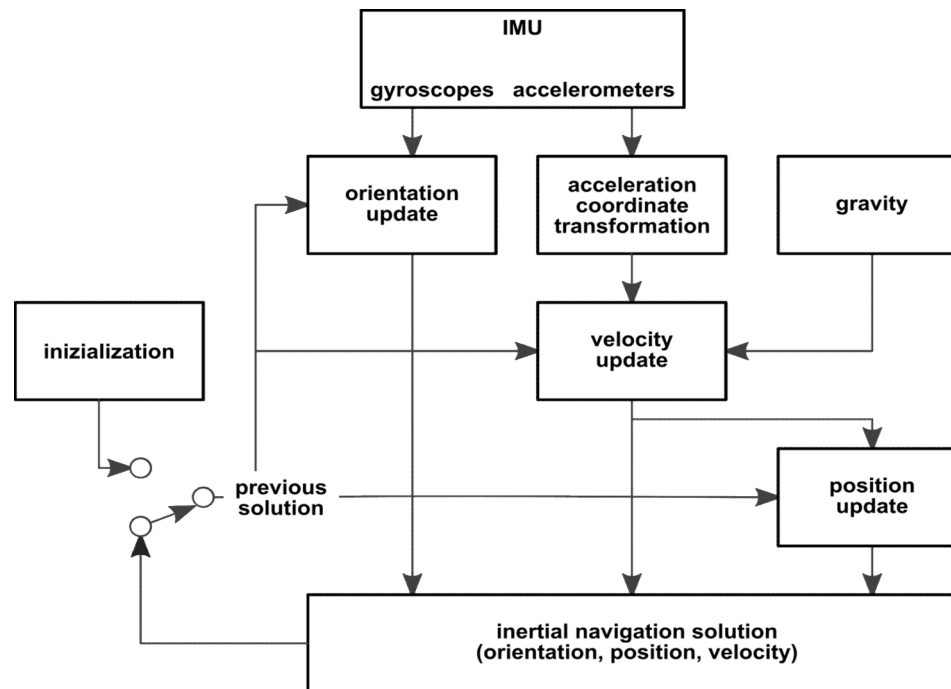 IMU
gyroscopes accelerometers
orientation
update
acceleration
coordinate
transformation
gravity
inizialization
velocity
update
previous
solution
position
update
inertial navigation solution
(orientation, position, velocity)